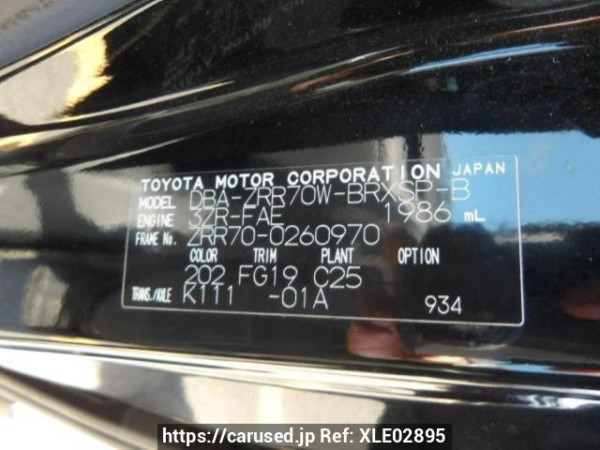 TOYOTA MOTOR CORPORATION JAPAN
MODEL DBA-ZRR70W-BRXSP-B
ENGINE 3ZR-FAE 1986 mL
FRAME No. ZRR70-0260970
COLOR TRIM PLANT OPTION
202 FG19 C25
TRANS./AXLE K111 -01A 934
https://carused.jp Ref: XLE02895